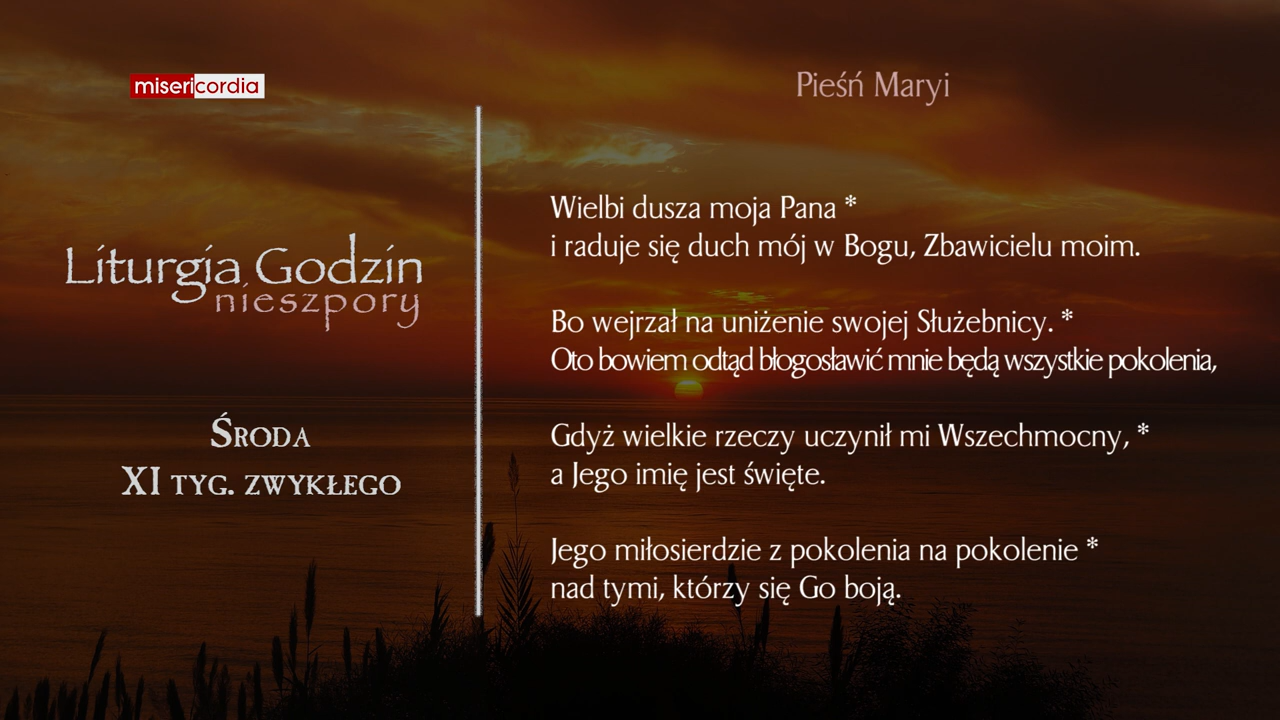 misericordia
Liturgia Godzin
nieszpory
Środa
XI tyg. zwykłego
Pieśń Maryi
Wielbi dusza moja Pana *
i raduje się duch mój w Bogu, Zbawicielu moim.
Bo wejrzał na uniżenie swojej Służebnicy. *
Oto bowiem odtąd błogosławić mnie będą wszystkie pokolenia,
Gdyż wielkie rzeczy uczynił mi Wszechmocny, *
a Jego imię jest święte.
Jego miłosierdzie z pokolenia na pokolenie *
nad tymi, którzy się Go boją.